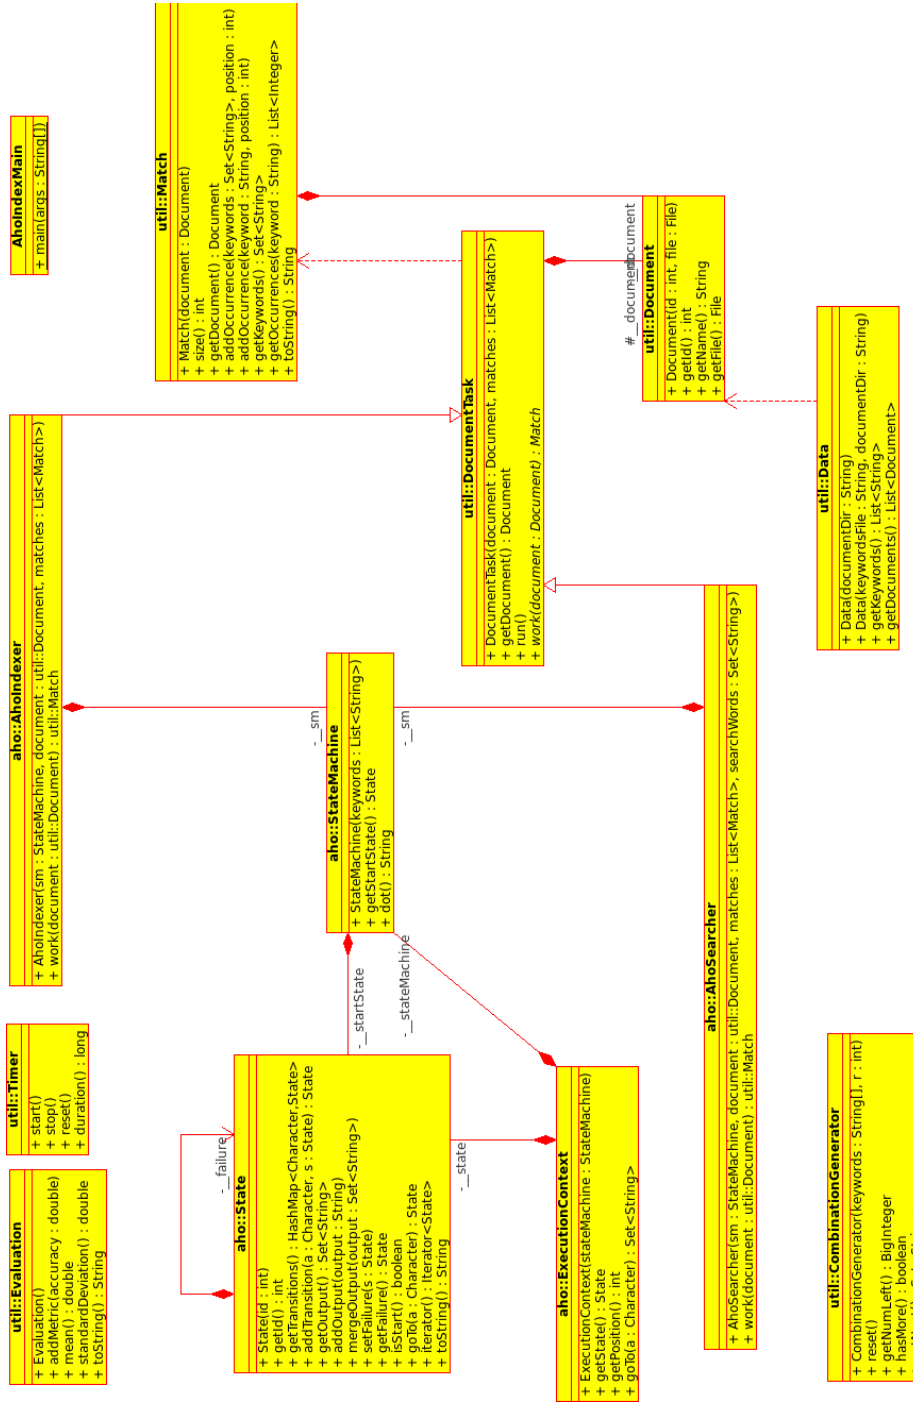 AhoIndexMain
+ main(args : String[])
util::Match
+ Match(document : Document)
+ size() : int
+ getDocument() : Document
+ addOccurrence(keywords : Set<String>, position : int)
+ addOccurrence(keyword : String, position : int)
+ getKeywords() : Set<String>
+ getOccurrences(keyword : String) : List<Integer>
+ toString() : String
aho::AhoIndexer
+ AhoIndexer(sm : StateMachine, document : util::Document, matches : List<Match>)
+ work(document : util::Document) : util::Match
util::Timer
+ start()
+ stop()
+ reset()
+ duration() : long
util::Evaluation
+ Evaluation()
+ addMetric(accuracy : double)
+ mean() : double
+ standardDeviation() : double
+ toString() : String
-__failure
aho::State
+ State(id : int)
+ getId() : int
+ getTransitions() : HashMap<Character,State>
+ addTransition(a : Character, s : State) : State
+ getOutput() : Set<String>
+ addOutput(output : String)
+ mergeOutput(output : Set<String>)
+ setFailure(s : State)
+ getFailure() : State
+ isStart() : boolean
+ goTo(a : Character) : State
+ iterator() : Iterator<State>
+ toString() : String
-__sm
aho::StateMachine
+ StateMachine(keywords : List<String>)
+ getStartState() : State
+ dot() : String
-__sm
-__startState
-__stateMachine
-__state
util::DocumentTask
+ DocumentTask(document : Document, matches : List<Match>)
+ getDocument() : Document
+ run()
+ work(document : Document) : Match
#__document
util::Document
+ Document(id : int, file : File)
+ getId() : int
+ getName() : String
+ getFile() : File
aho::ExecutionContext
+ ExecutionContext(stateMachine : StateMachine)
+ getState() : State
+ getPosition() : int
+ goTo(a : Character) : Set<String>
aho::AhoSearcher
+ AhoSearcher(sm : StateMachine, document : util::Document, matches : List<Match>, searchWords : Set<String>)
+ work(document : util::Document) : util::Match
util::Data
+ Data(documentDir : String)
+ Data(keywordsFile : String, documentDir : String)
+ getKeywords() : List<String>
+ getDocuments() : List<Document>
util::CombinationGenerator
+ CombinationGenerator(keywords : String[], r : int)
+ reset()
+ getNumLeft() : BigInteger
+ hasMore() : boolean